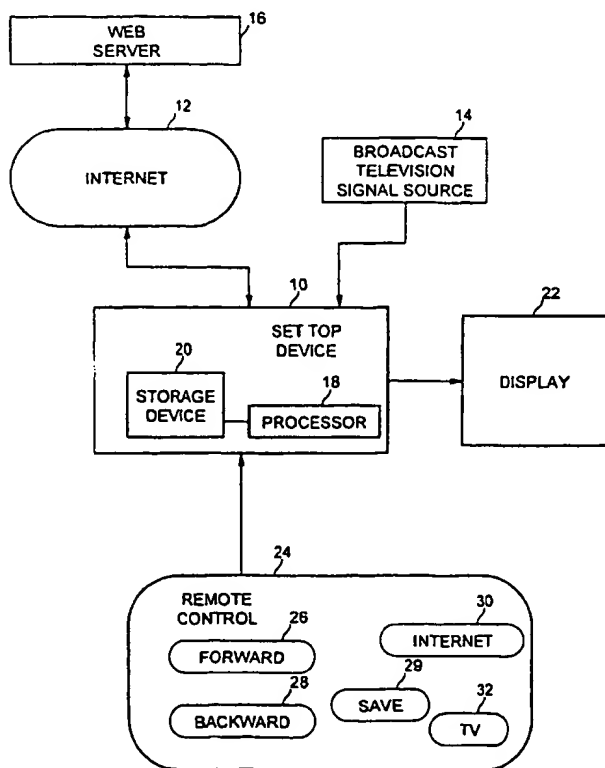 16
WEB
SERVER
12
INTERNET
14
BROADCAST
TELEVISION
SIGNAL SOURCE
10
SET TOP
DEVICE
20
STORAGE
DEVICE
18
PROCESSOR
22
DISPLAY
24
REMOTE
CONTROL
26
FORWARD
30
INTERNET
28
BACKWARD
29
SAVE
32
TV